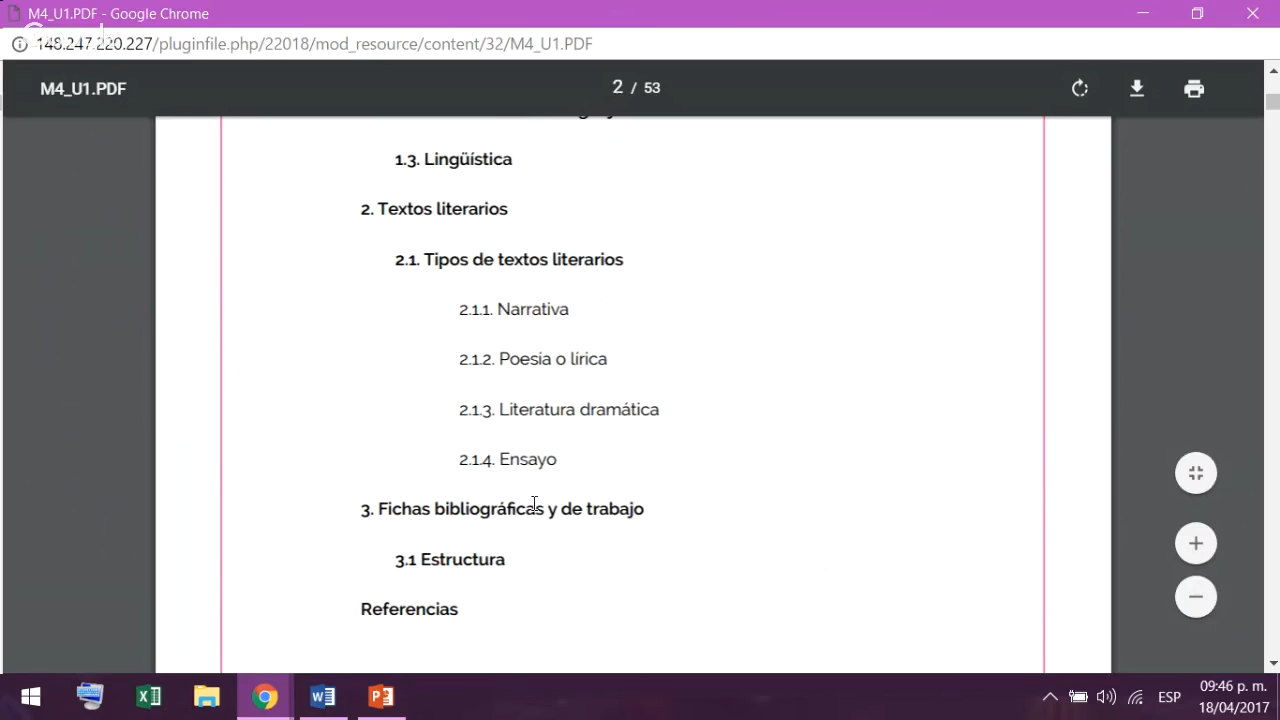 M4_U1.PDF - Google Chrome
148.247.220.227/pluginfile.php/22018/mod_resource/content/32/M4_U1.PDF
M4_U1.PDF
2 / 53
1.3. Lingüística
2. Textos literarios
2.1. Tipos de textos literarios
2.1.1. Narrativa
2.1.2. Poesía o lírica
2.1.3. Literatura dramática
2.1.4. Ensayo
3. Fichas bibliográficas y de trabajo
3.1 Estructura
Referencias
ESP
09:46 p. m.
18/04/2017